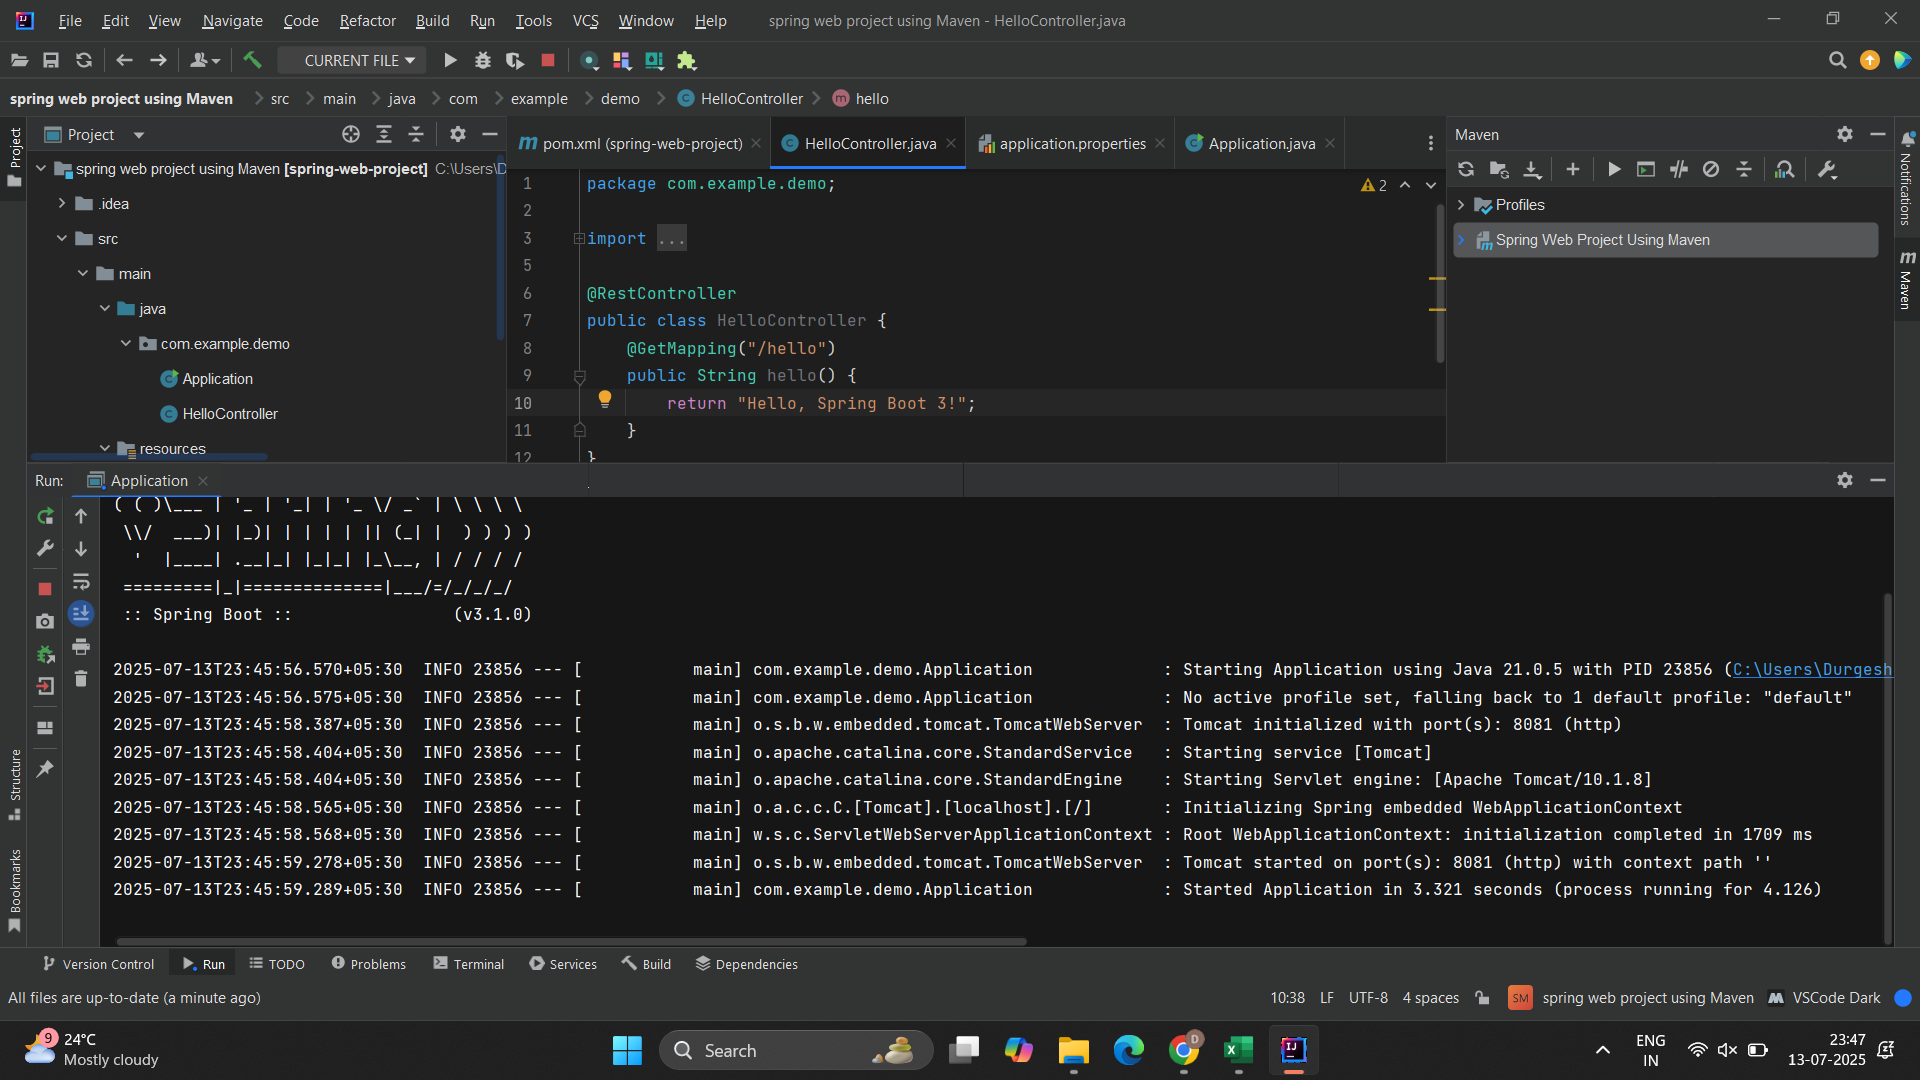 File Edit View Navigate Code Refactor Build Run Tools VCS Window Help spring web project using Maven - HelloController.java
CURRENT FILE
spring web project using Maven src main java com example demo HelloController hello
Project
Project
pom.xml (spring-web-project) HelloController.java application.properties Application.java
Maven
Notifications
Maven
spring web project using Maven [spring-web-project] C:\Users\D
.idea
src
main
java
com.example.demo
Application
HelloController
resources
1 package com.example.demo;
2
3 import ...
5
6 @RestController
7 public class HelloController {
8 @GetMapping("/hello")
9 public String hello() {
10 return "Hello, Spring Boot 3!";
11 }
12 }
2
Profiles
Spring Web Project Using Maven
Run: Application
( ( )\___ | '_ | '_| | '_ \/ _` | \ \ \ \
\\/  ___)| |_)| | | | | || (_| |  ) ) ) )
'  |____| .__|_| |_|_| |_\__, | / / / /
=========|_|==============|___/=/_/_/_/
:: Spring Boot :: (v3.1.0)
2025-07-13T23:45:56.570+05:30 INFO 23856 --- [ main] com.example.demo.Application : Starting Application using Java 21.0.5 with PID 23856 (C:\Users\Durgesh
2025-07-13T23:45:56.575+05:30 INFO 23856 --- [ main] com.example.demo.Application : No active profile set, falling back to 1 default profile: "default"
2025-07-13T23:45:58.387+05:30 INFO 23856 --- [ main] o.s.b.w.embedded.tomcat.TomcatWebServer : Tomcat initialized with port(s): 8081 (http)
2025-07-13T23:45:58.404+05:30 INFO 23856 --- [ main] o.apache.catalina.core.StandardService : Starting service [Tomcat]
2025-07-13T23:45:58.404+05:30 INFO 23856 --- [ main] o.apache.catalina.core.StandardEngine : Starting Servlet engine: [Apache Tomcat/10.1.8]
2025-07-13T23:45:58.565+05:30 INFO 23856 --- [ main] o.a.c.c.C.[Tomcat].[localhost].[/] : Initializing Spring embedded WebApplicationContext
2025-07-13T23:45:58.568+05:30 INFO 23856 --- [ main] w.s.c.ServletWebServerApplicationContext : Root WebApplicationContext: initialization completed in 1709 ms
2025-07-13T23:45:59.278+05:30 INFO 23856 --- [ main] o.s.b.w.embedded.tomcat.TomcatWebServer : Tomcat started on port(s): 8081 (http) with context path ''
2025-07-13T23:45:59.289+05:30 INFO 23856 --- [ main] com.example.demo.Application : Started Application in 3.321 seconds (process running for 4.126)
Structure
Bookmarks
Version Control Run TODO Problems Terminal Services Build Dependencies
All files are up-to-date (a minute ago) 10:38 LF UTF-8 4 spaces SM spring web project using Maven VSCode Dark
9 24°C
Mostly cloudy
Search
D
ENG
IN
23:47
13-07-2025